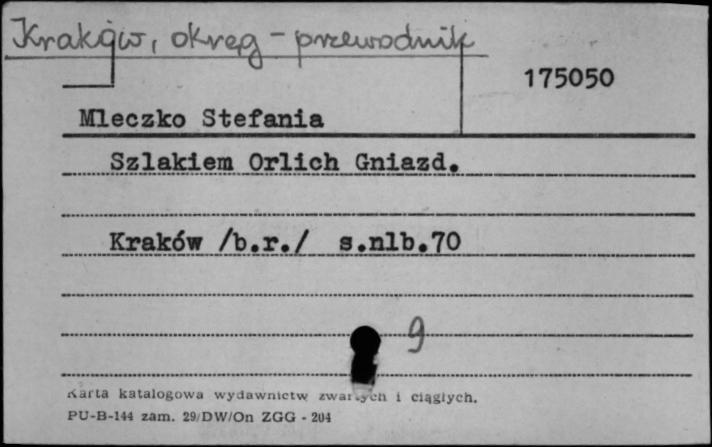 Kraków, okręg - przewodnik
175050
Mleczko Stefania
Szlakiem Orlich Gniazd.
Kraków /b.r./ s.nlb.70
9
Karta katalogowa wydawnictw zwartych i ciągłych.
PU-B-144 zam. 29/DW/On ZGG - 204